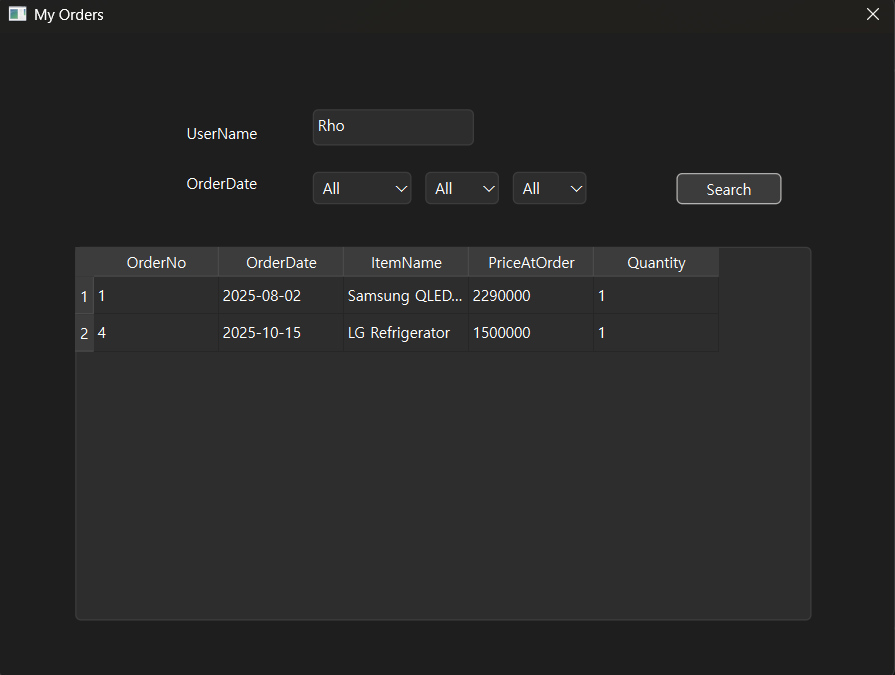 My Orders
UserName Rho
OrderDate All All All Search
OrderNo OrderDate ItemName PriceAtOrder Quantity
1 1 2025-08-02 Samsung QLED... 2290000 1
2 4 2025-10-15 LG Refrigerator 1500000 1